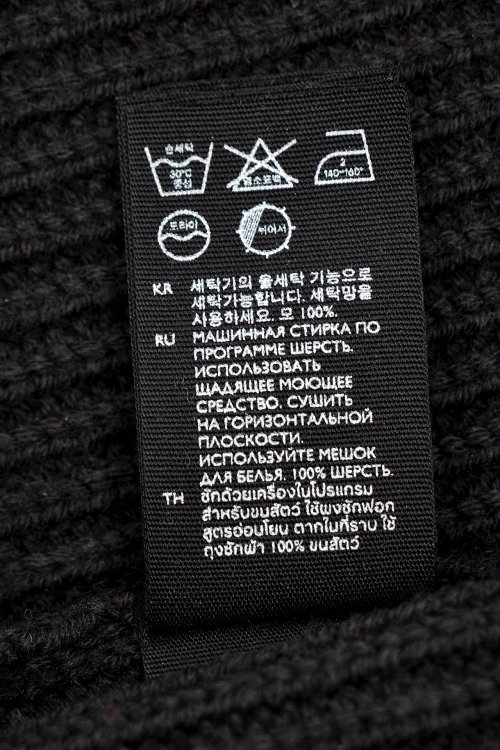 손세탁
30°C
중성
염소표백
2
140~160°
드라이
뉘어서
KR 세탁기의 울세탁 기능으로
세탁가능합니다. 세탁망을
사용하세요. 모 100%.
RU МАШИННАЯ СТИРКА ПО
ПРОГРАММЕ ШЕРСТЬ.
ИСПОЛЬЗОВАТЬ
ЩАДЯЩЕЕ МОЮЩЕЕ
СРЕДСТВО. СУШИТЬ
НА ГОРИЗОНТАЛЬНОЙ
ПЛОСКОСТИ.
ИСПОЛЬЗУЙТЕ МЕШОК
ДЛЯ БЕЛЬЯ. 100% ШЕРСТЬ.
TH ซักด้วยเครื่องในโปรแกรม
สำหรับขนสัตว์ ใช้ผงซักฟอก
สูตรอ่อนโยน ตากในที่ราบ ใช้
ถุงซักผ้า 100% ขนสัตว์